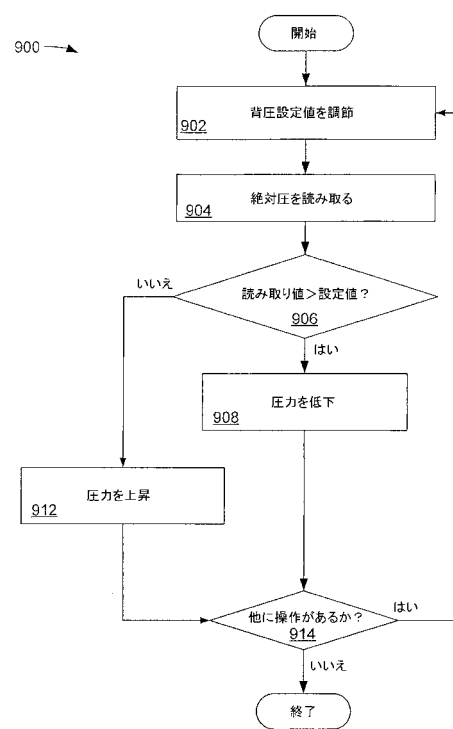 900
開始
背圧設定値を調節
902
絶対圧を読み取る
904
いいえ
読み取り値>設定値?
906
はい
圧力を低下
908
圧力を上昇
912
他に操作があるか?
914
はい
いいえ
終了